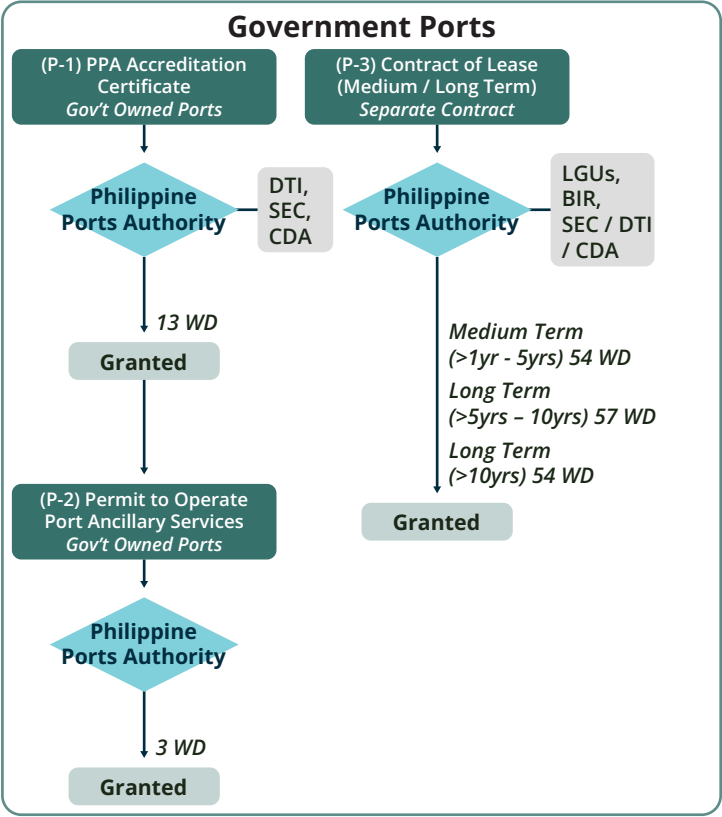 Government Ports
(P-1) PPA Accreditation
Certificate
Gov’t Owned Ports
Philippine
Ports Authority
DTI,
SEC,
CDA
13 WD
Granted
(P-2) Permit to Operate
Port Ancillary Services
Gov’t Owned Ports
Philippine
Ports Authority
3 WD
Granted
(P-3) Contract of Lease
(Medium / Long Term)
Separate Contract
Philippine
Ports Authority
LGUs,
BIR,
SEC / DTI
/ CDA
Medium Term
(>1yr - 5yrs) 54 WD
Long Term
(>5yrs – 10yrs) 57 WD
Long Term
(>10yrs) 54 WD
Granted